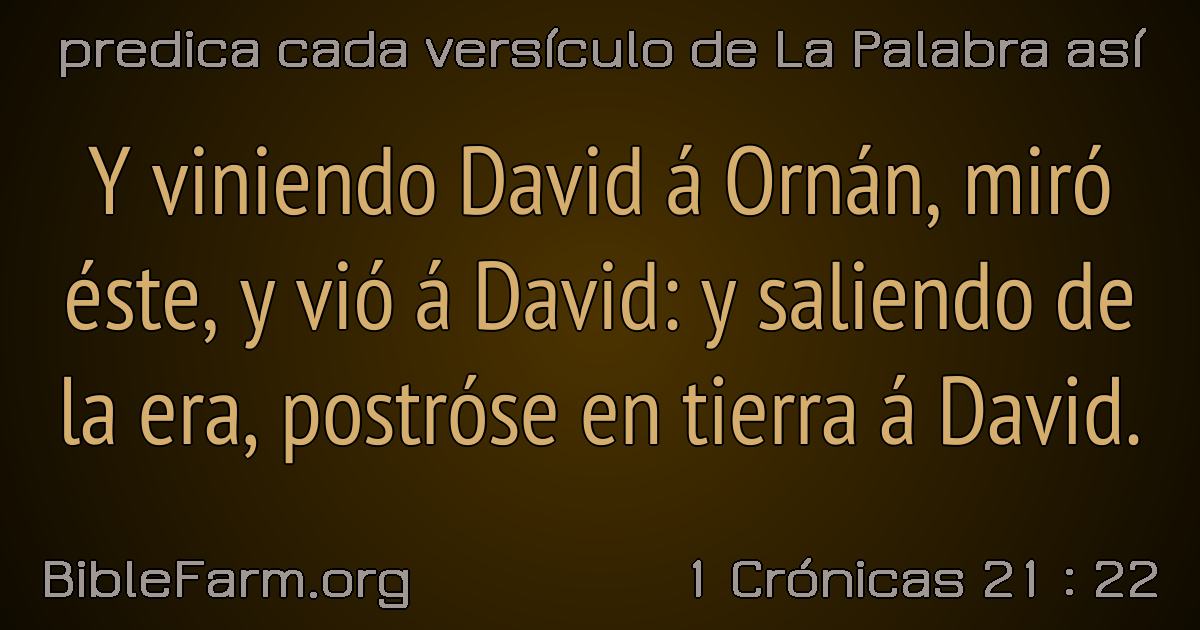 predica cada versículo de La Palabra así
Y viniendo David á Ornán, miró
éste, y vió á David: y saliendo de
la era, postróse en tierra á David.
BibleFarm.org
1 Crónicas 21 : 22